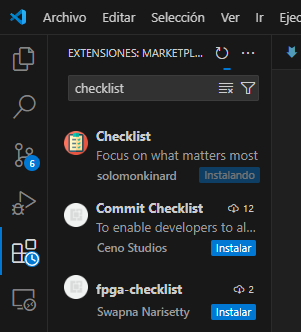 Archivo Editar Selección Ver Ir Ejec
EXTENSIONES: MARKETPL...
checklist
Checklist
Focus on what matters most
solomonkinard Instalando
6
Commit Checklist 12
To enable developers to al...
Ceno Studios Instalar
fpga-checklist 2
Swapna Narisetty Instalar